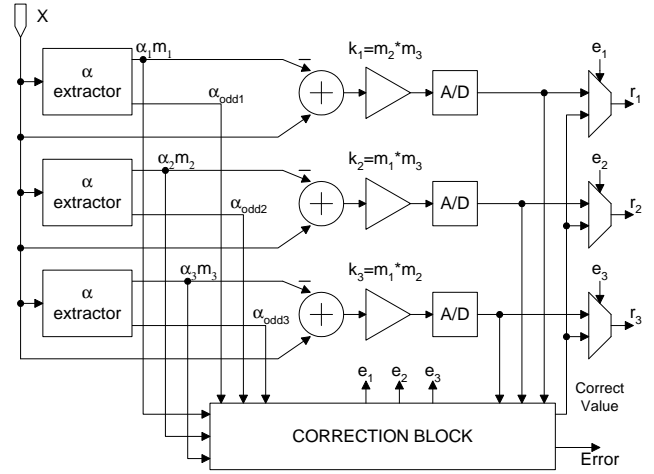 X
α extractor
α₁m₁
α_odd1
k₁=m₂*m₃
A/D
e₁
r₁
α extractor
α₂m₂
α_odd2
k₂=m₁*m₃
A/D
e₂
r₂
α extractor
α₃m₃
α_odd3
k₃=m₁*m₂
A/D
e₃
r₃
e₁ e₂ e₃
Correct
Value
CORRECTION BLOCK
Error